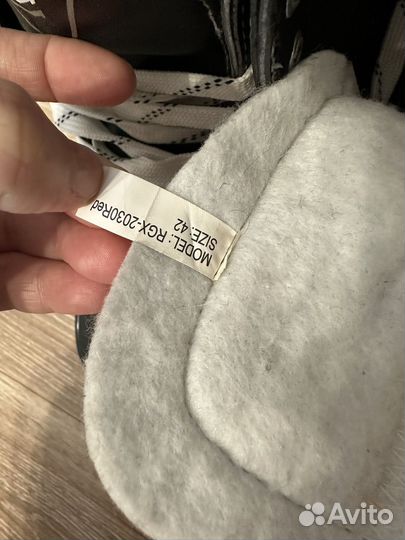 MODEL: RGX-2030Red
SIZE: 42
Avito